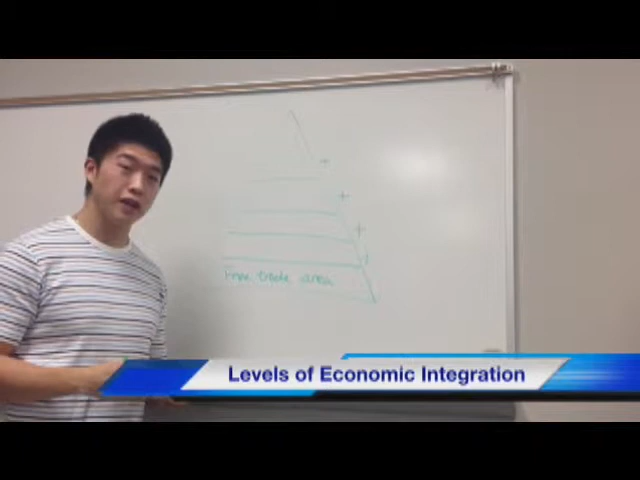 +
+
Free trade area
Levels of Economic Integration